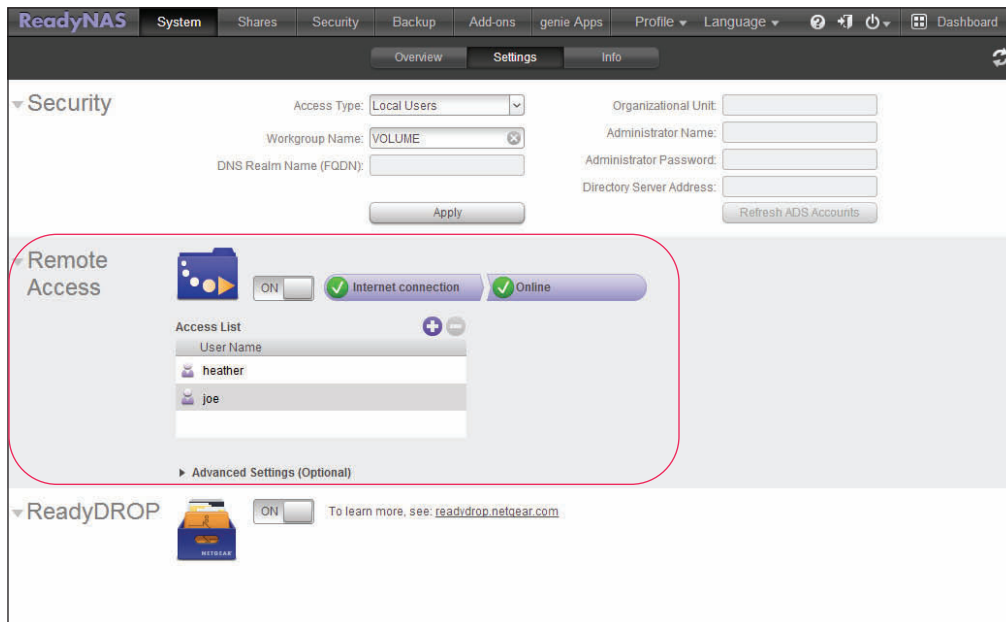 ReadyNAS System Shares Security Backup Add-ons genie Apps Profile Language Dashboard
Overview Settings Info
Security
Access Type: Local Users
Workgroup Name: VOLUME
DNS Realm Name (FQDN):
Apply
Organizational Unit:
Administrator Name:
Administrator Password:
Directory Server Address:
Refresh ADS Accounts
Remote
Access
ON Internet connection Online
Access List
User Name
heather
joe
Advanced Settings (Optional)
ReadyDROP
NETGEAR
ON To learn more, see: readydrop.netgear.com